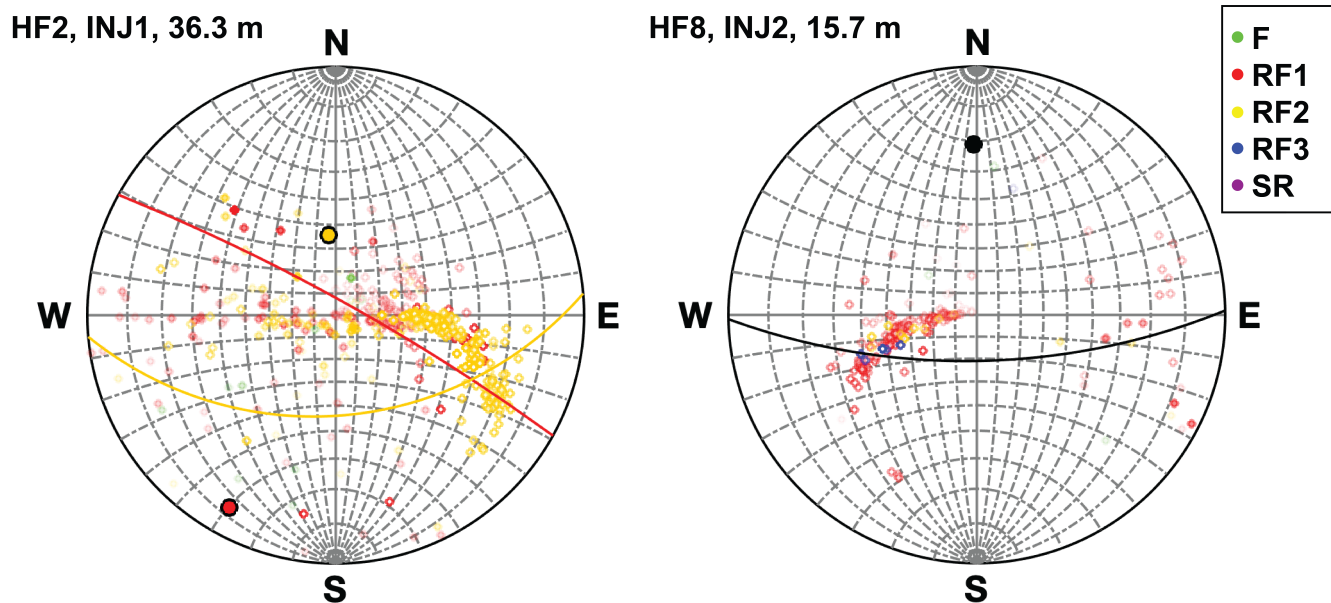 HF2, INJ1, 36.3 m
N
W
E
S
HF8, INJ2, 15.7 m
N
W
E
S
F
RF1
RF2
RF3
SR